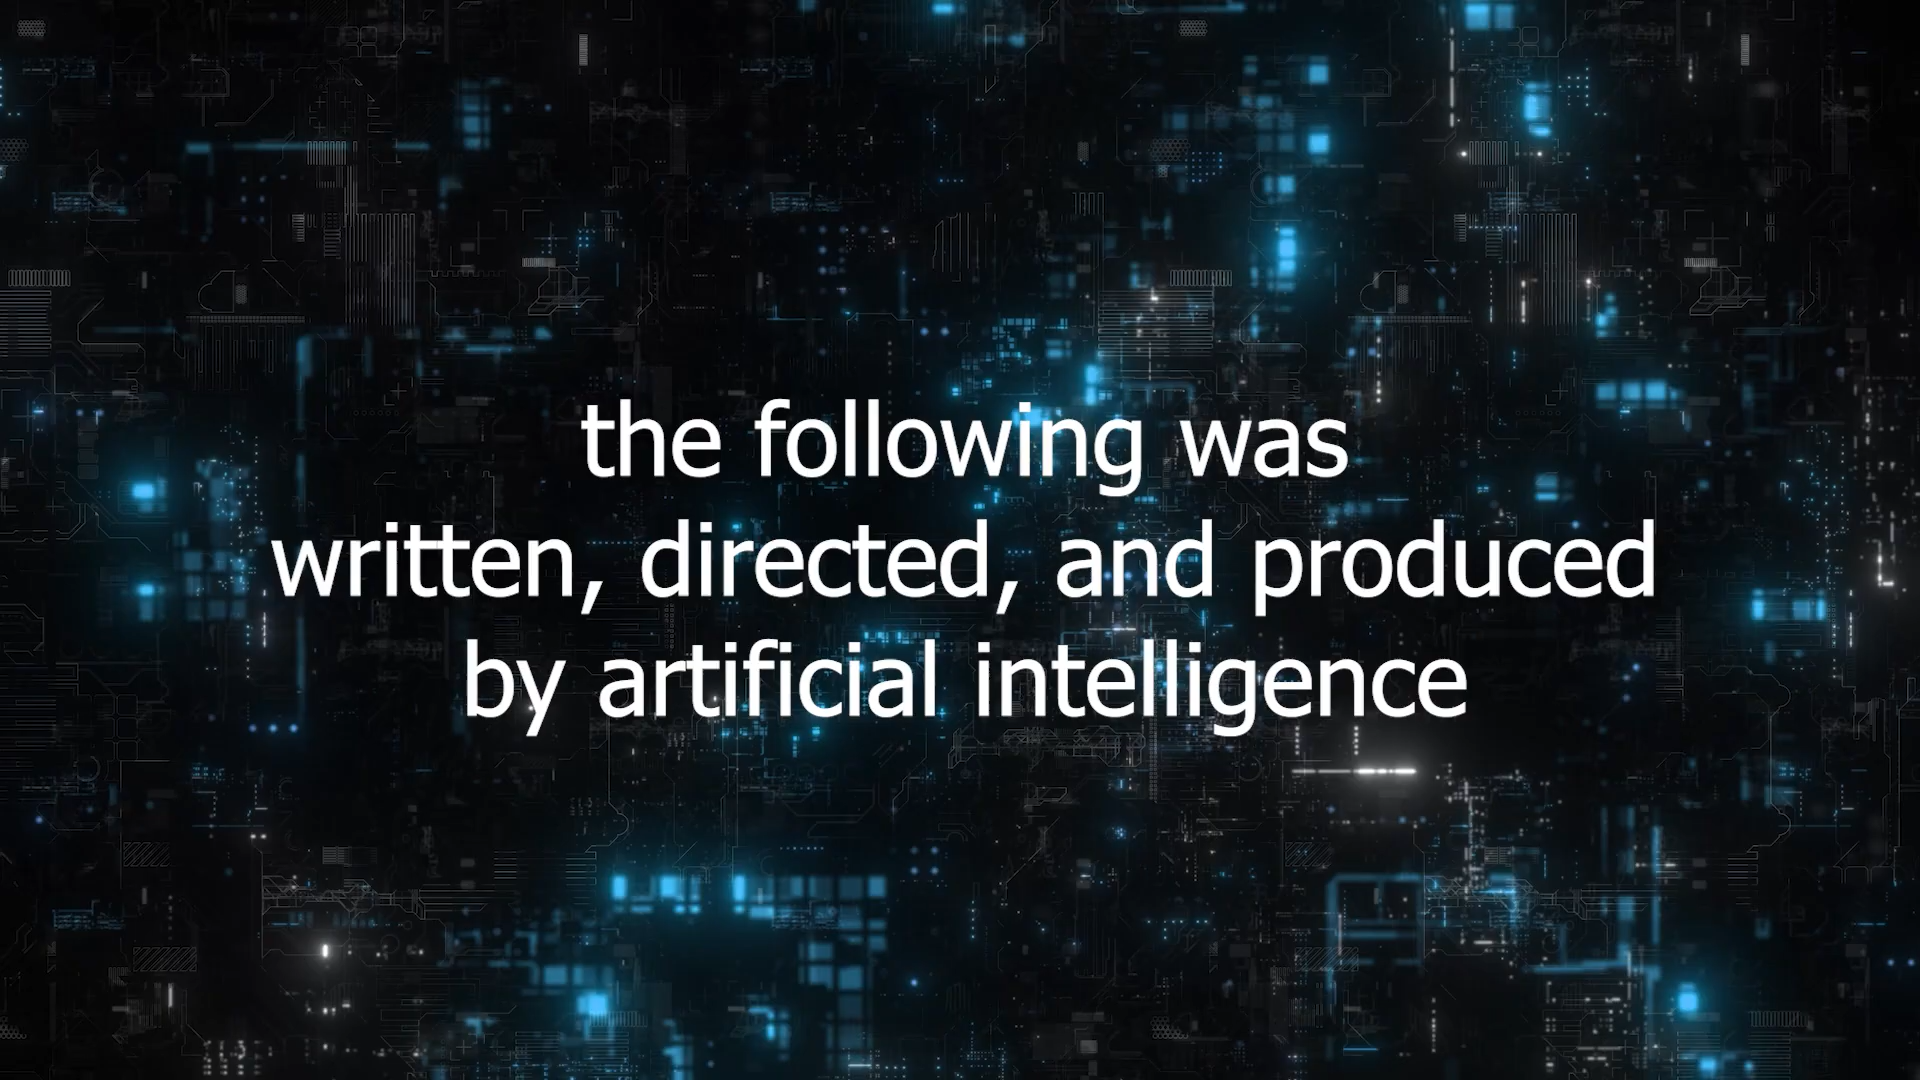 the following was
written, directed, and produced
by artificial intelligence